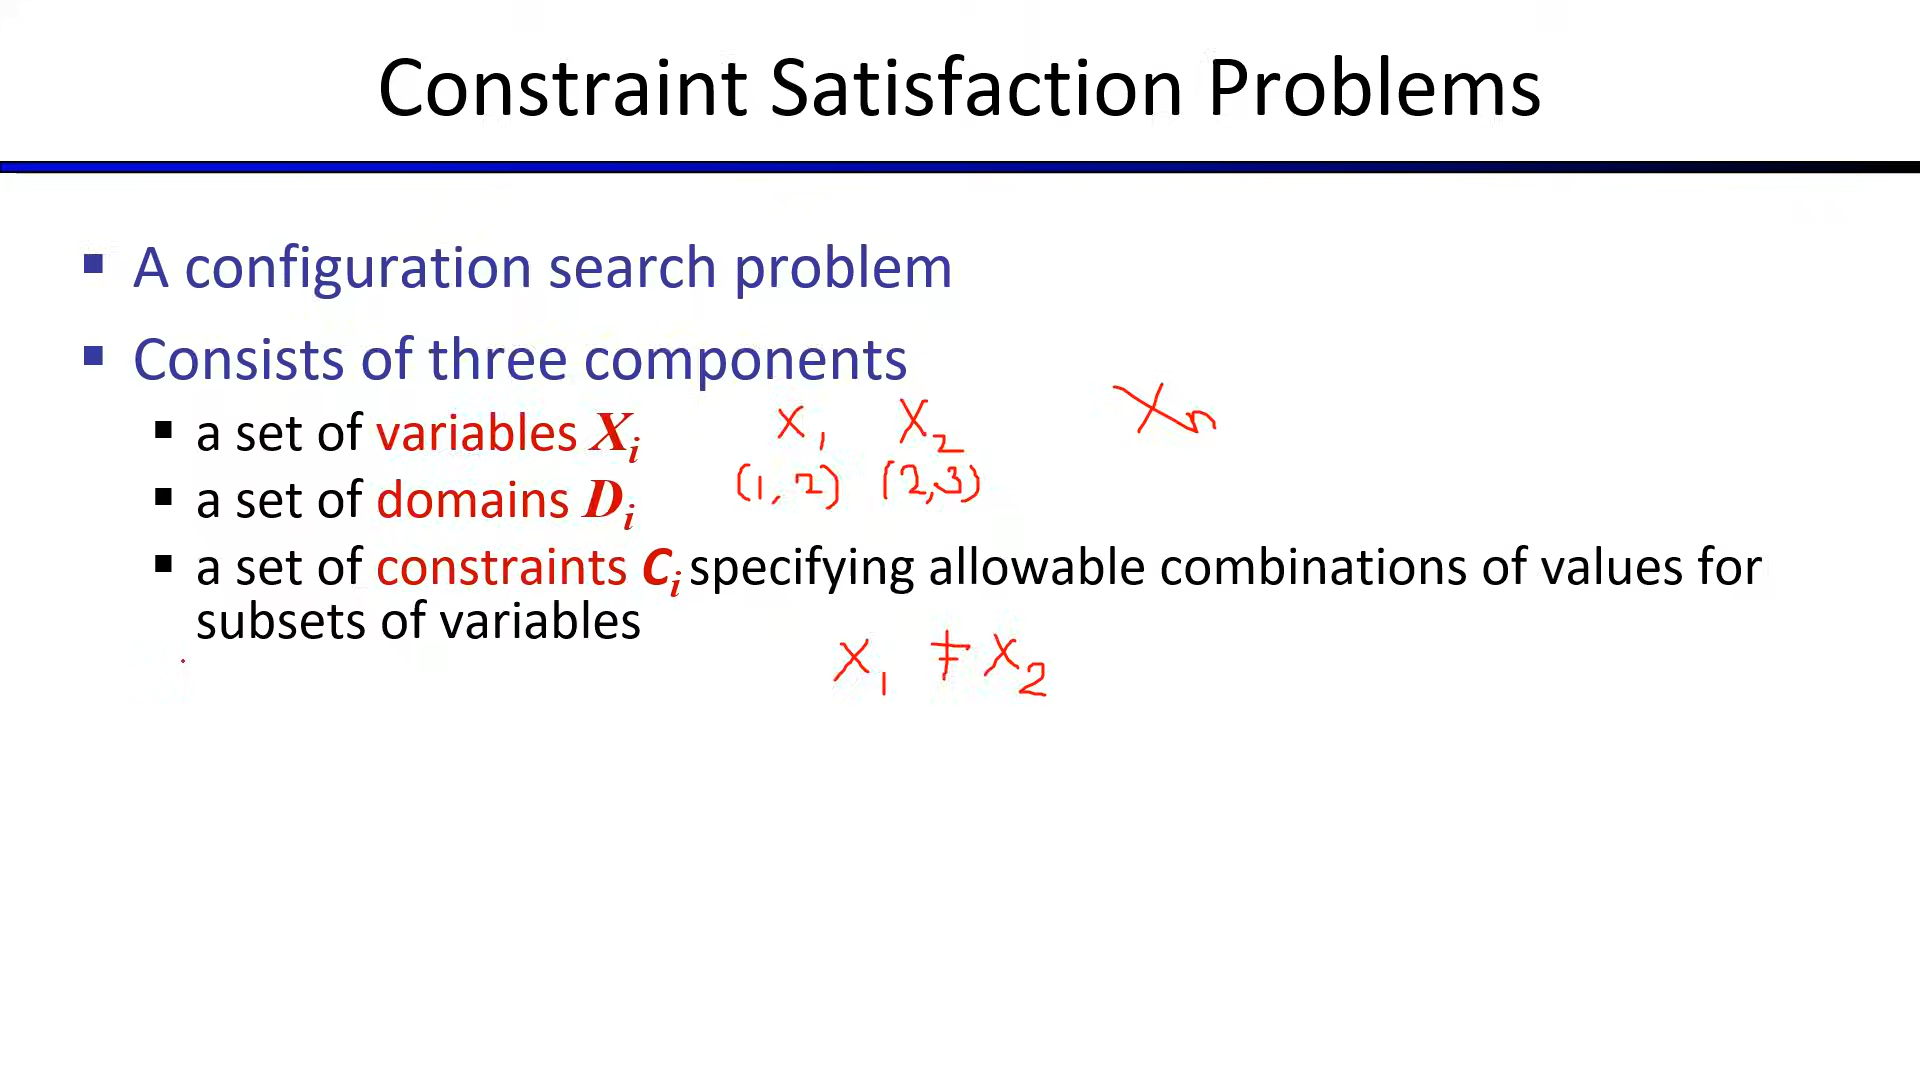 Constraint Satisfaction Problems
▪ A configuration search problem
▪ Consists of three components
▪ a set of variables Xi X1 X2 Xn
(1,2) (2,3)
▪ a set of domains Di
▪ a set of constraints Ci specifying allowable combinations of values for
subsets of variables
X1 ≠ X2